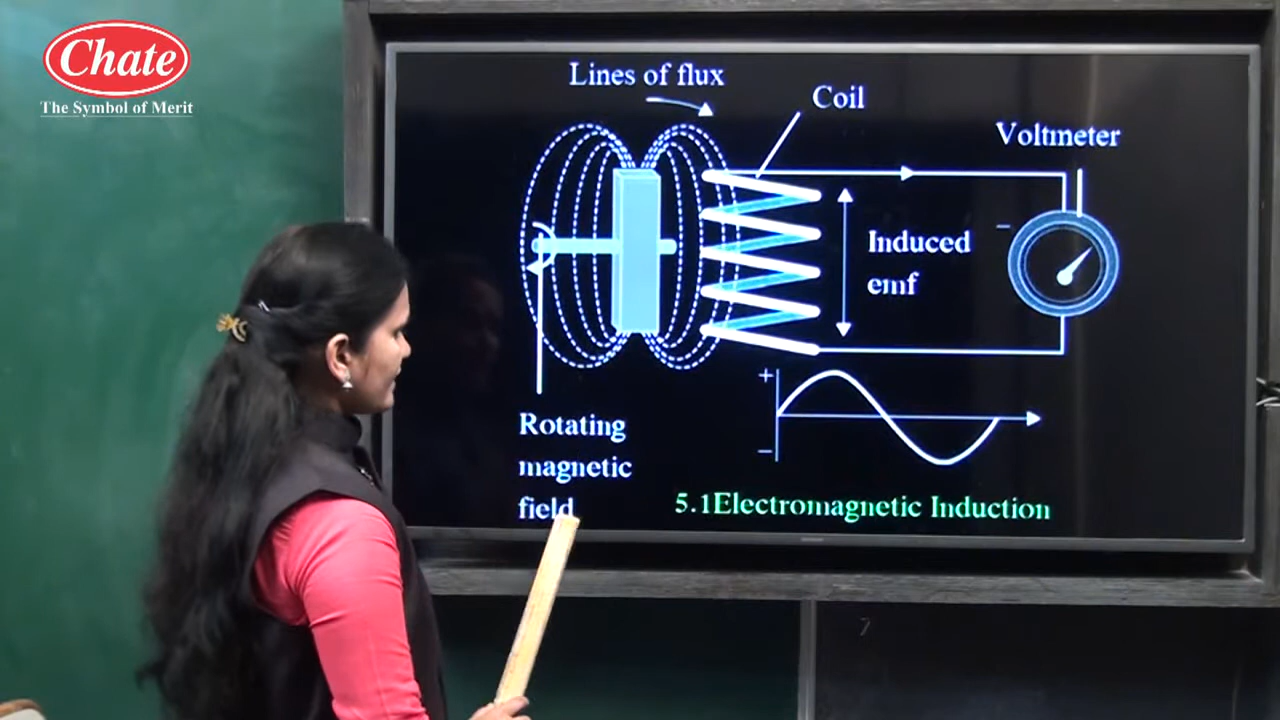 Chate
The Symbol of Merit
Lines of flux
Coil
Voltmeter
−
Induced
emf
+
−
Rotating
magnetic
field
5.1Electromagnetic Induction